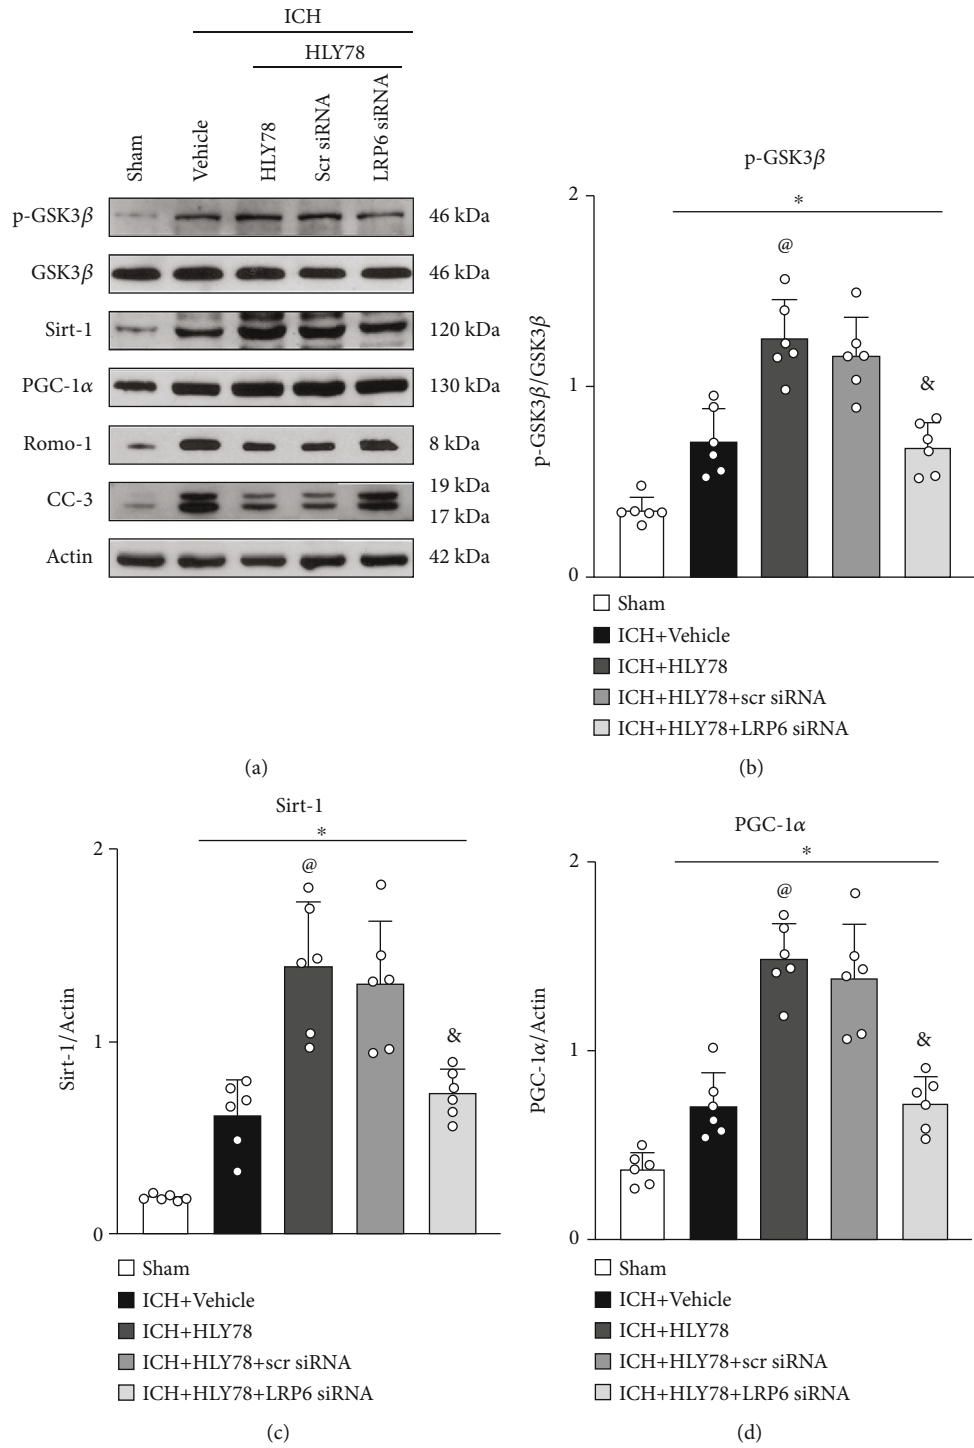 ICH
HLY78
Sham
Vehicle
HLY78
Scr siRNA
LRP6 siRNA
p-GSK3β 46 kDa
GSK3β 46 kDa
Sirt-1 120 kDa
PGC-1α 130 kDa
Romo-1 8 kDa
CC-3 19 kDa
17 kDa
Actin 42 kDa
(a)
p-GSK3β
2
*
@
p-GSK3β/GSK3β
1
&
0
Sham
ICH+Vehicle
ICH+HLY78
ICH+HLY78+scr siRNA
ICH+HLY78+LRP6 siRNA
(b)
Sirt-1
*
2
@
Sirt-1/Actin
1
&
0
Sham
ICH+Vehicle
ICH+HLY78
ICH+HLY78+scr siRNA
ICH+HLY78+LRP6 siRNA
(c)
PGC-1α
*
2
@
PGC-1α/Actin
1
&
0
Sham
ICH+Vehicle
ICH+HLY78
ICH+HLY78+scr siRNA
ICH+HLY78+LRP6 siRNA
(d)